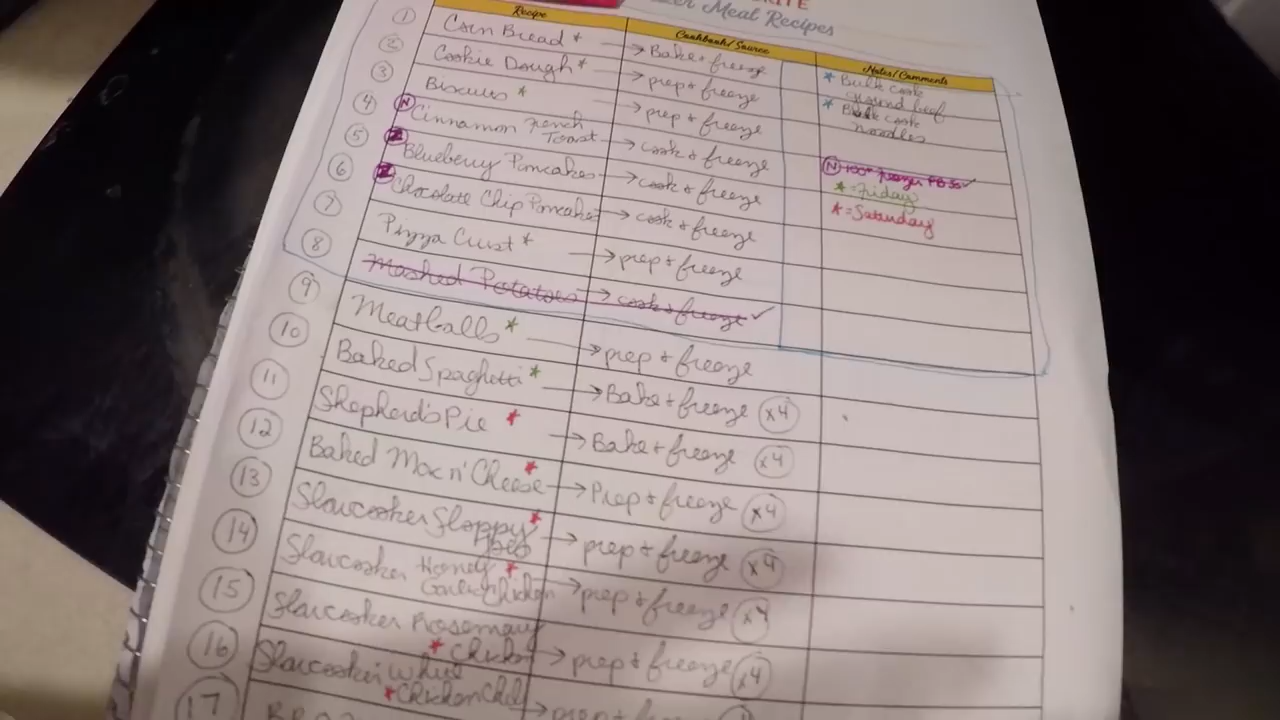 Meal Recipes
Recipe Cookbook/Source Notes/Comments
1 Corn Bread * → Bake + freeze * Bulk cook ground beef
2 Cookie Dough * → prep + freeze * Bulk cook noodles
3 Biscuits * → prep + freeze
4 N Cinnamon French Toast → cook & freeze N
5 Blueberry Pancakes → cook & freeze * = Friday
6 Chocolate Chip Pancakes → cook & freeze * = Saturday
7 Pizza Crust * → prep + freeze
8 Mashed Potatoes → cook & freeze ✓
9 Meatballs * → prep + freeze
10 Baked Spaghetti * → Bake + freeze x4
11 Shepherd's Pie * → Bake + freeze x4
12 Baked Mac n' Cheese * → Prep + freeze x4
13 Slowcooker Sloppy Joes * → prep + freeze x4
14 Slowcooker Honey Garlic Chicken * → prep + freeze
15 Slowcooker Rosemary Chicken * → prep + freeze x4
16 Slowcooker White Chicken Chili * →
17